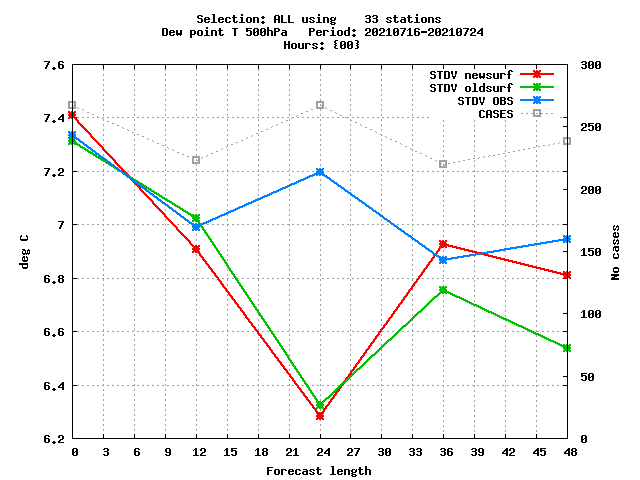 Selection: ALL using    33 stations
Dew point T 500hPa   Period: 20210716-20210724
Hours: {00}
7.6
7.4
7.2
7
6.8
6.6
6.4
6.2
deg C
300
250
200
150
100
50
0
No cases
STDV newsurf
STDV oldsurf
STDV OBS
CASES
0 3 6 9 12 15 18 21 24 27 30 33 36 39 42 45 48
Forecast length